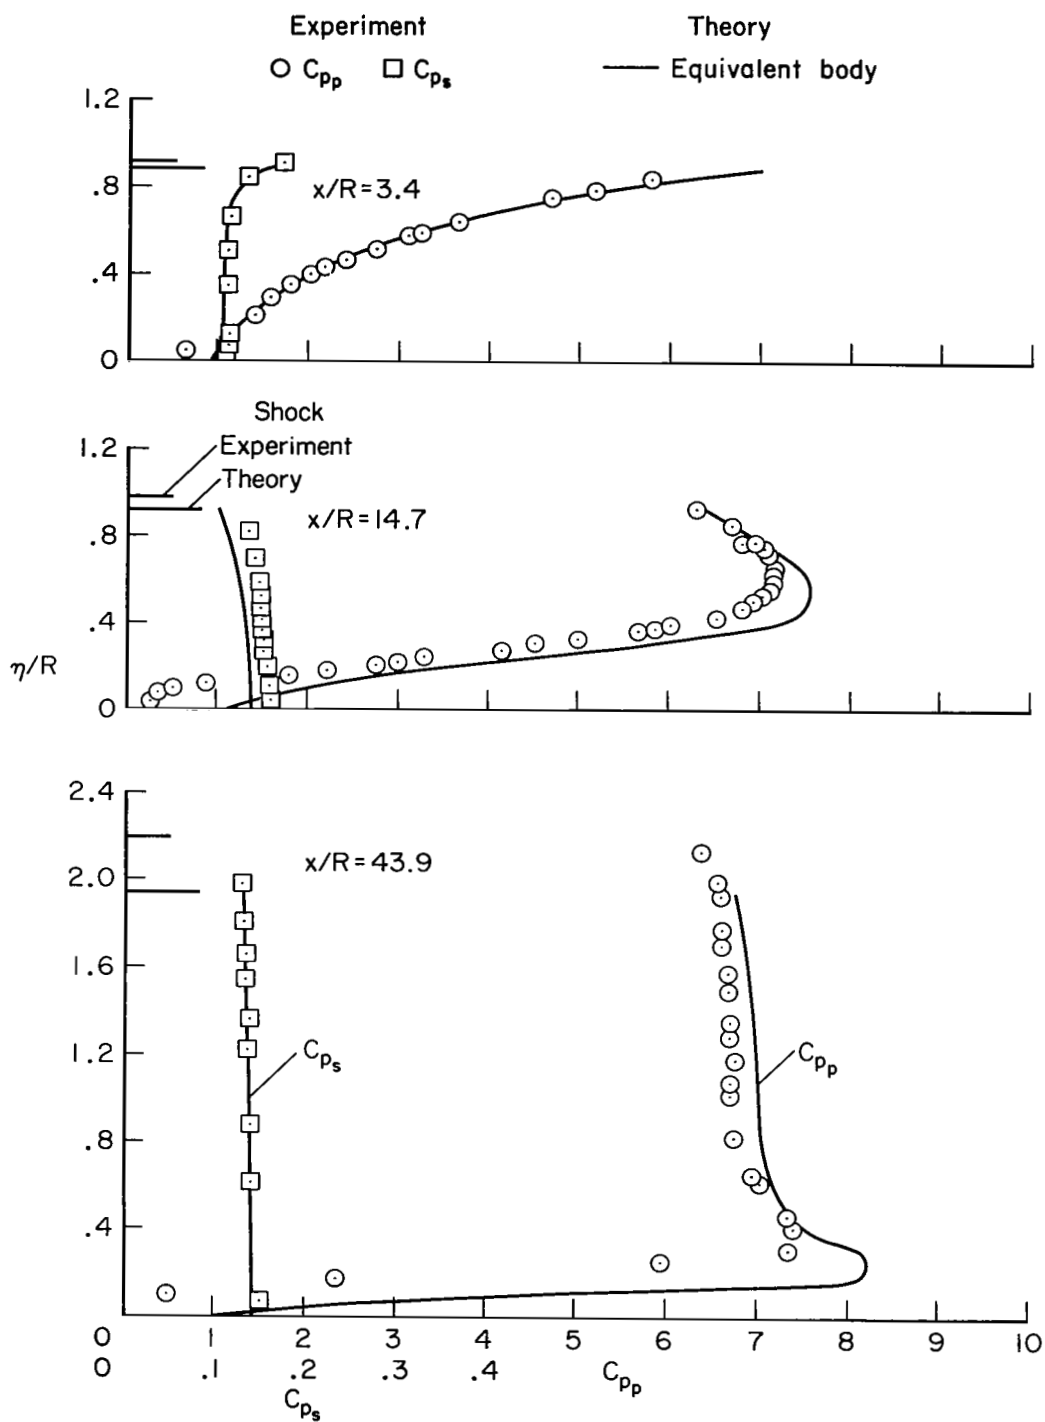 Experiment Theory
Cpp Cps Equivalent body
1.2
.8
x/R = 3.4
.4
0
Shock
Experiment
Theory
1.2
x/R = 14.7
.8
.4
η/R
0
2.4
x/R = 43.9
2.0
1.6
1.2
Cps
Cpp
.8
.4
0 1 2 3 4 5 6 7 8 9 10
0 .1 .2 .3 .4 Cpp
Cps